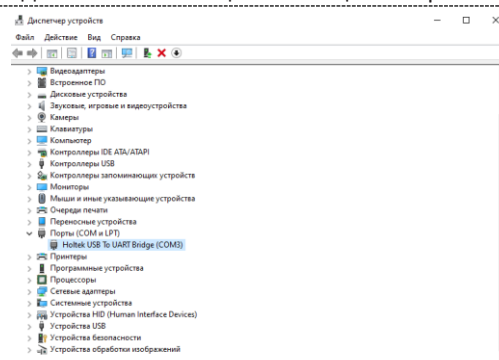 Диспетчер устройств
Файл Действие Вид Справка
Видеоадаптеры
Встроенное ПО
Дисковые устройства
Звуковые, игровые и видеоустройства
Камеры
Клавиатуры
Компьютер
Контроллеры IDE ATA/ATAPI
Контроллеры USB
Контроллеры запоминающих устройств
Мониторы
Мыши и иные указывающие устройства
Очереди печати
Переносные устройства
Порты (COM и LPT)
Holtek USB To UART Bridge (COM3)
Принтеры
Программные устройства
Процессоры
Сетевые адаптеры
Системные устройства
Устройства HID (Human Interface Devices)
Устройства USB
Устройства безопасности
Устройства обработки изображений